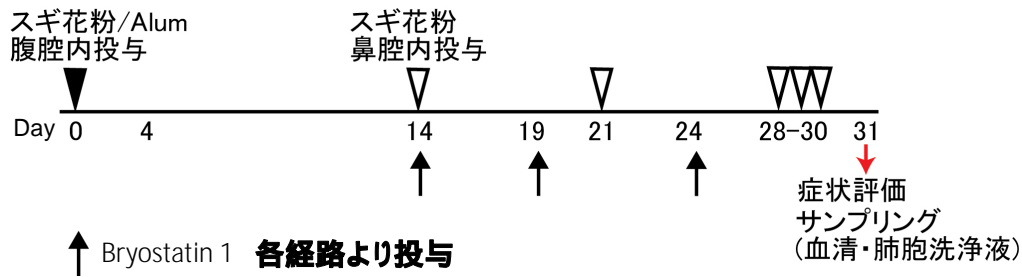 スギ花粉/Alum
腹腔内投与
スギ花粉
鼻腔内投与
Day 0 4 14 19 21 24 28-30 31
症状評価
サンプリング
(血清・肺胞洗浄液)
Bryostatin 1 各経路より投与